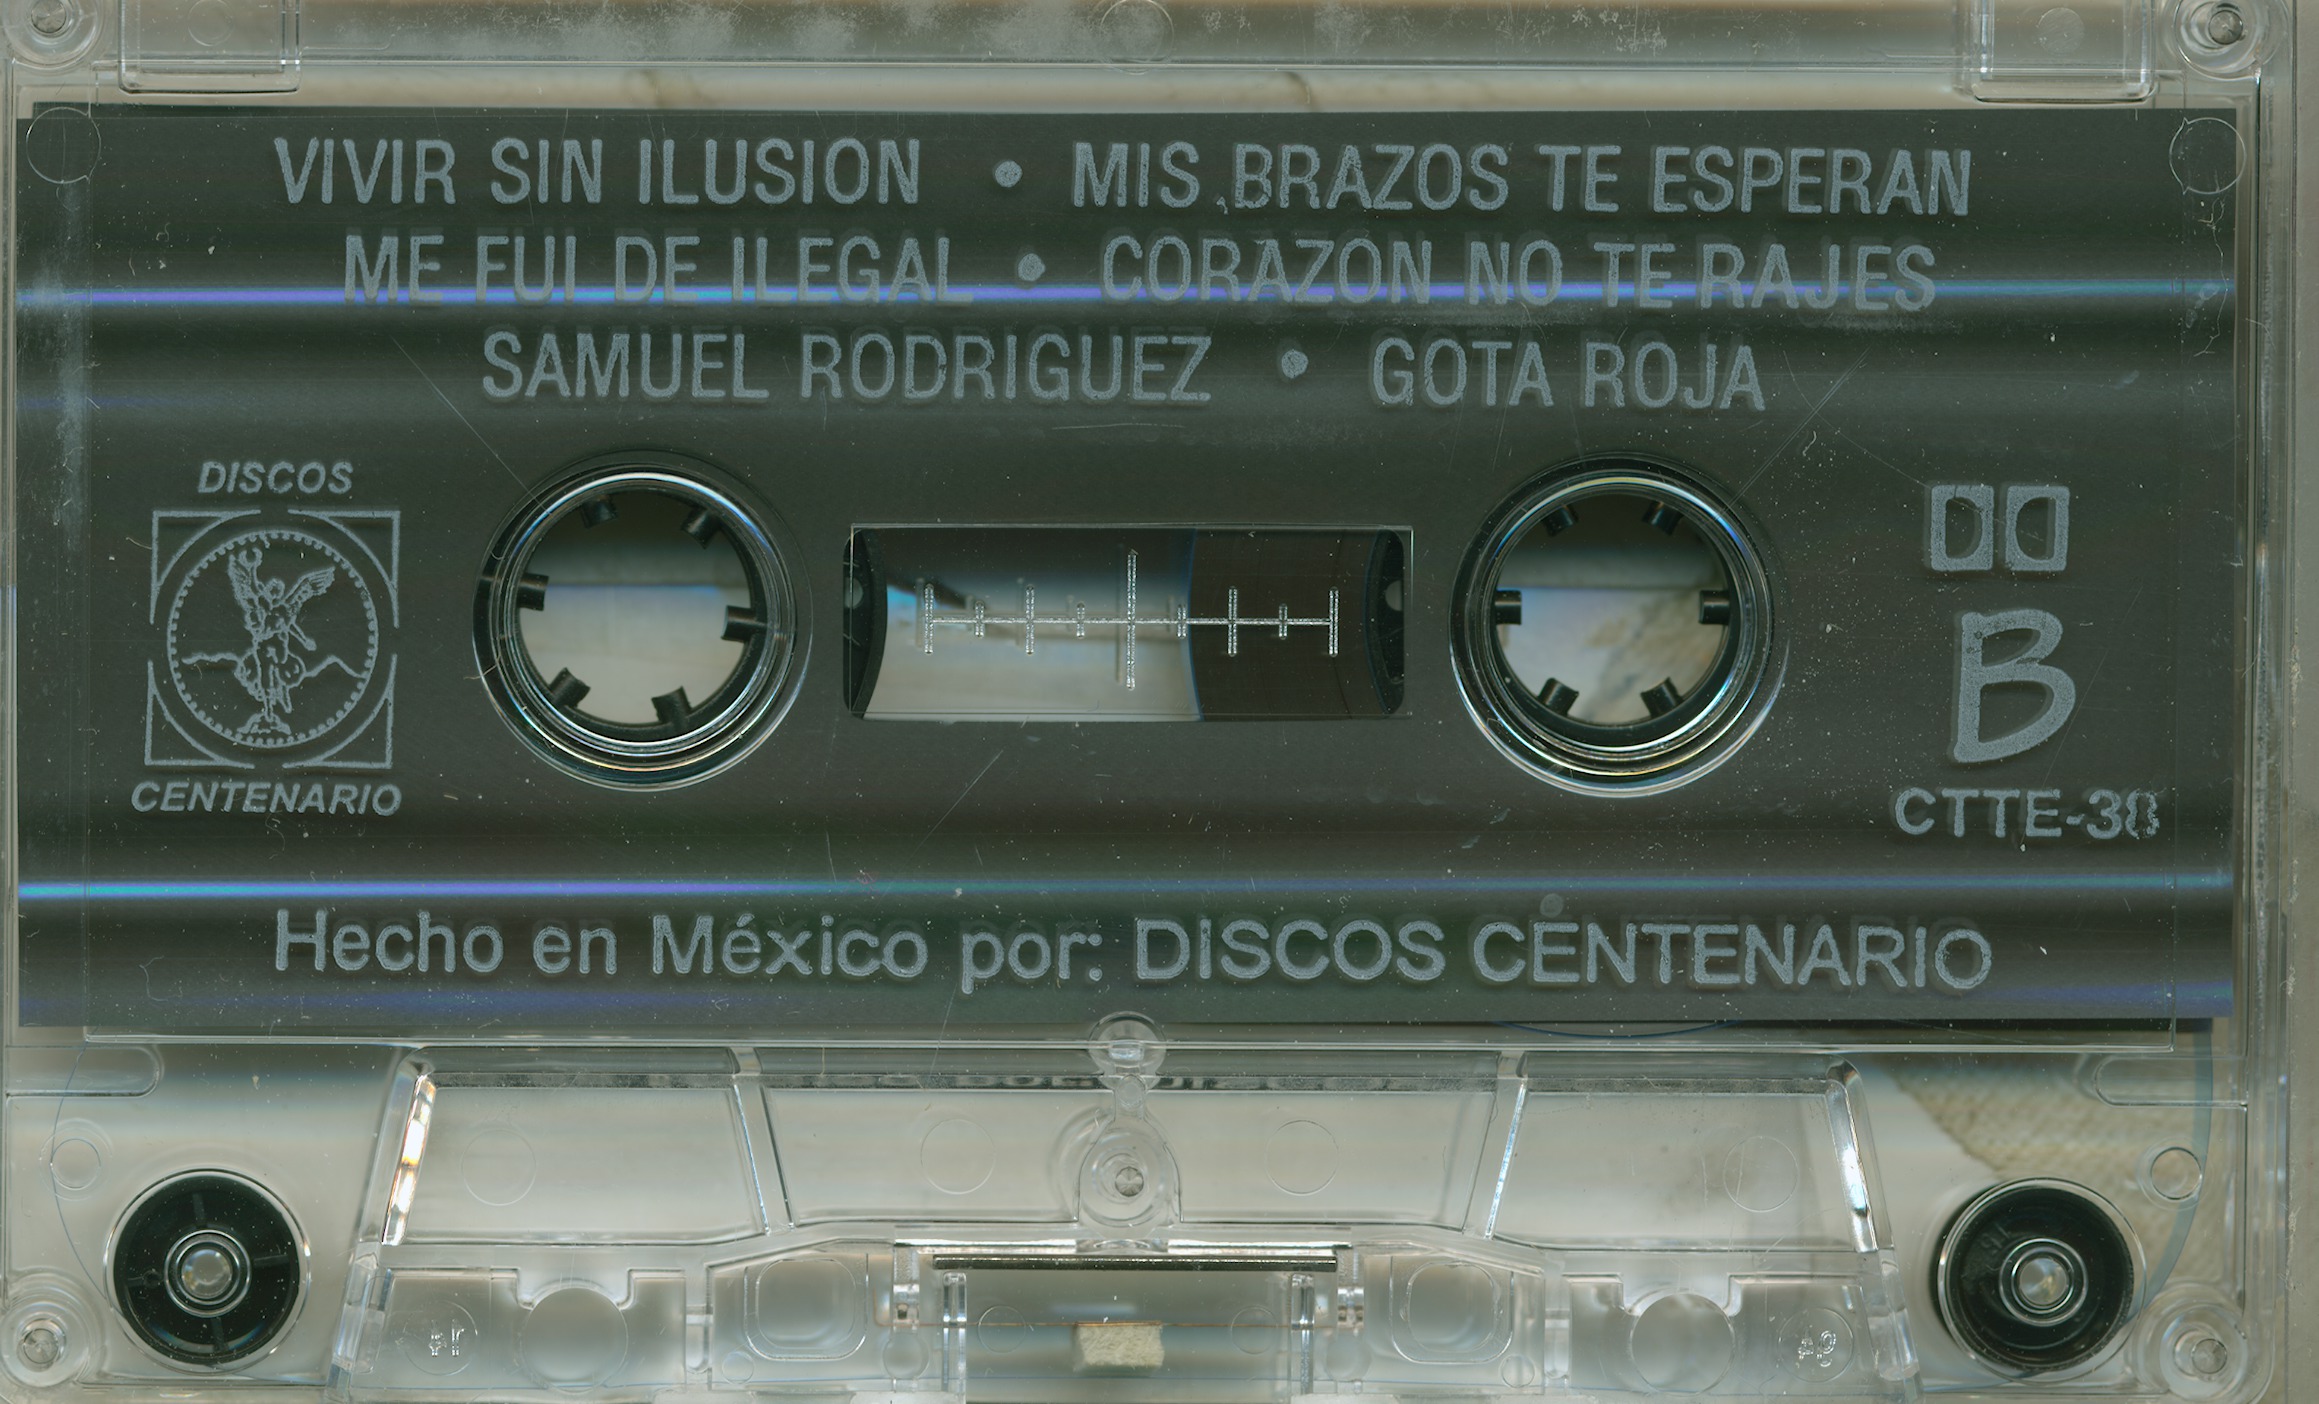 VIVIR SIN ILUSION • MIS BRAZOS TE ESPERAN
ME FUI DE ILEGAL • CORAZON NO TE RAJES
SAMUEL RODRIGUEZ • GOTA ROJA
DISCOS
CENTENARIO
B
CTTE-38
Hecho en México por: DISCOS CENTENARIO